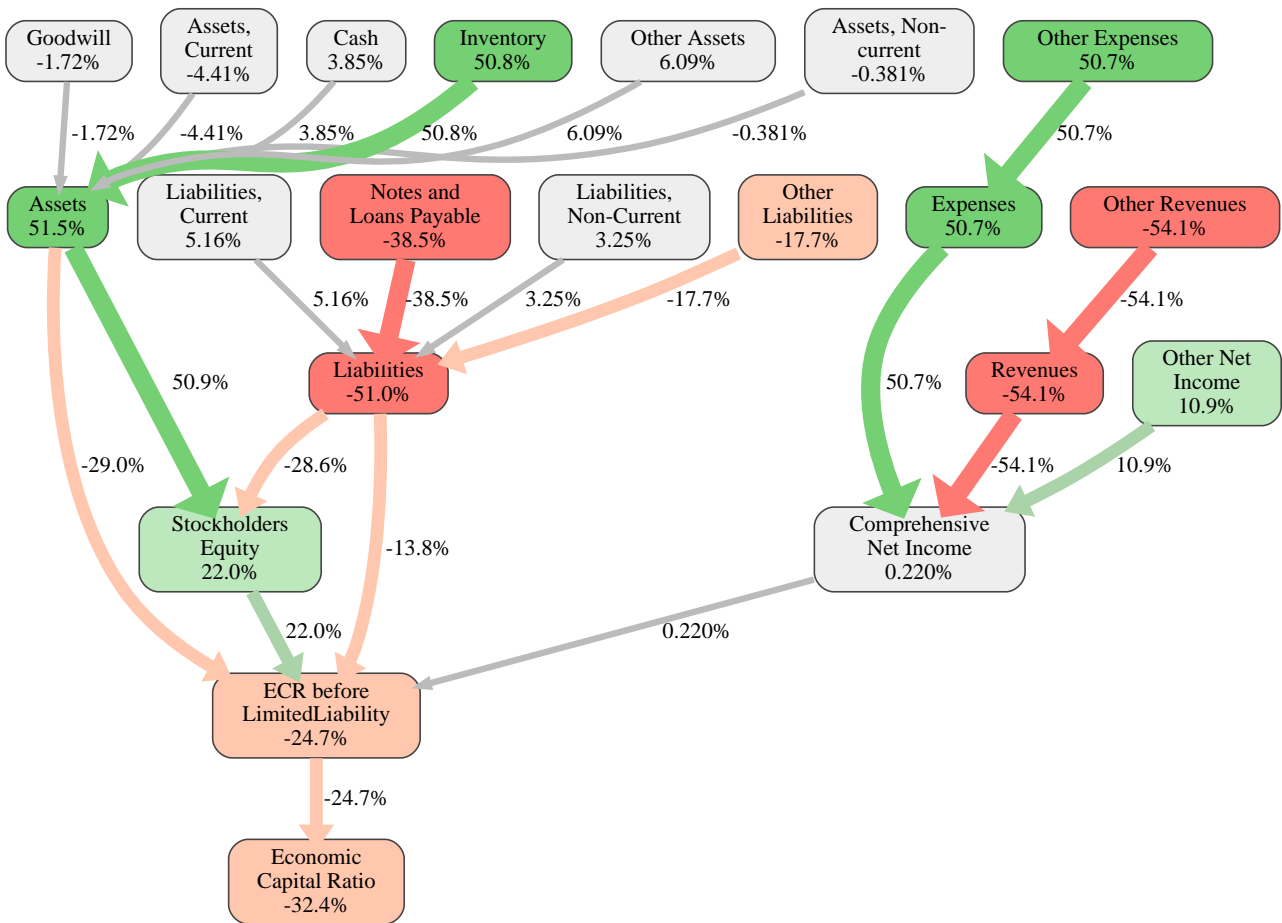 Goodwill
-1.72%
Assets,
Current
-4.41%
Cash
3.85%
Inventory
50.8%
Other Assets
6.09%
Assets, Non-
current
-0.381%
Other Expenses
50.7%
-1.72%
-4.41%
3.85%
50.8%
6.09%
-0.381%
50.7%
Assets
51.5%
Liabilities,
Current
5.16%
Notes and
Loans Payable
-38.5%
Liabilities,
Non-Current
3.25%
Other
Liabilities
-17.7%
Expenses
50.7%
Other Revenues
-54.1%
5.16%
-38.5%
3.25%
-17.7%
-54.1%
50.9%
Liabilities
-51.0%
50.7%
Revenues
-54.1%
Other Net
Income
10.9%
-29.0%
-28.6%
-54.1%
10.9%
Stockholders
Equity
22.0%
-13.8%
Comprehensive
Net Income
0.220%
22.0%
0.220%
ECR before
LimitedLiability
-24.7%
-24.7%
Economic
Capital Ratio
-32.4%